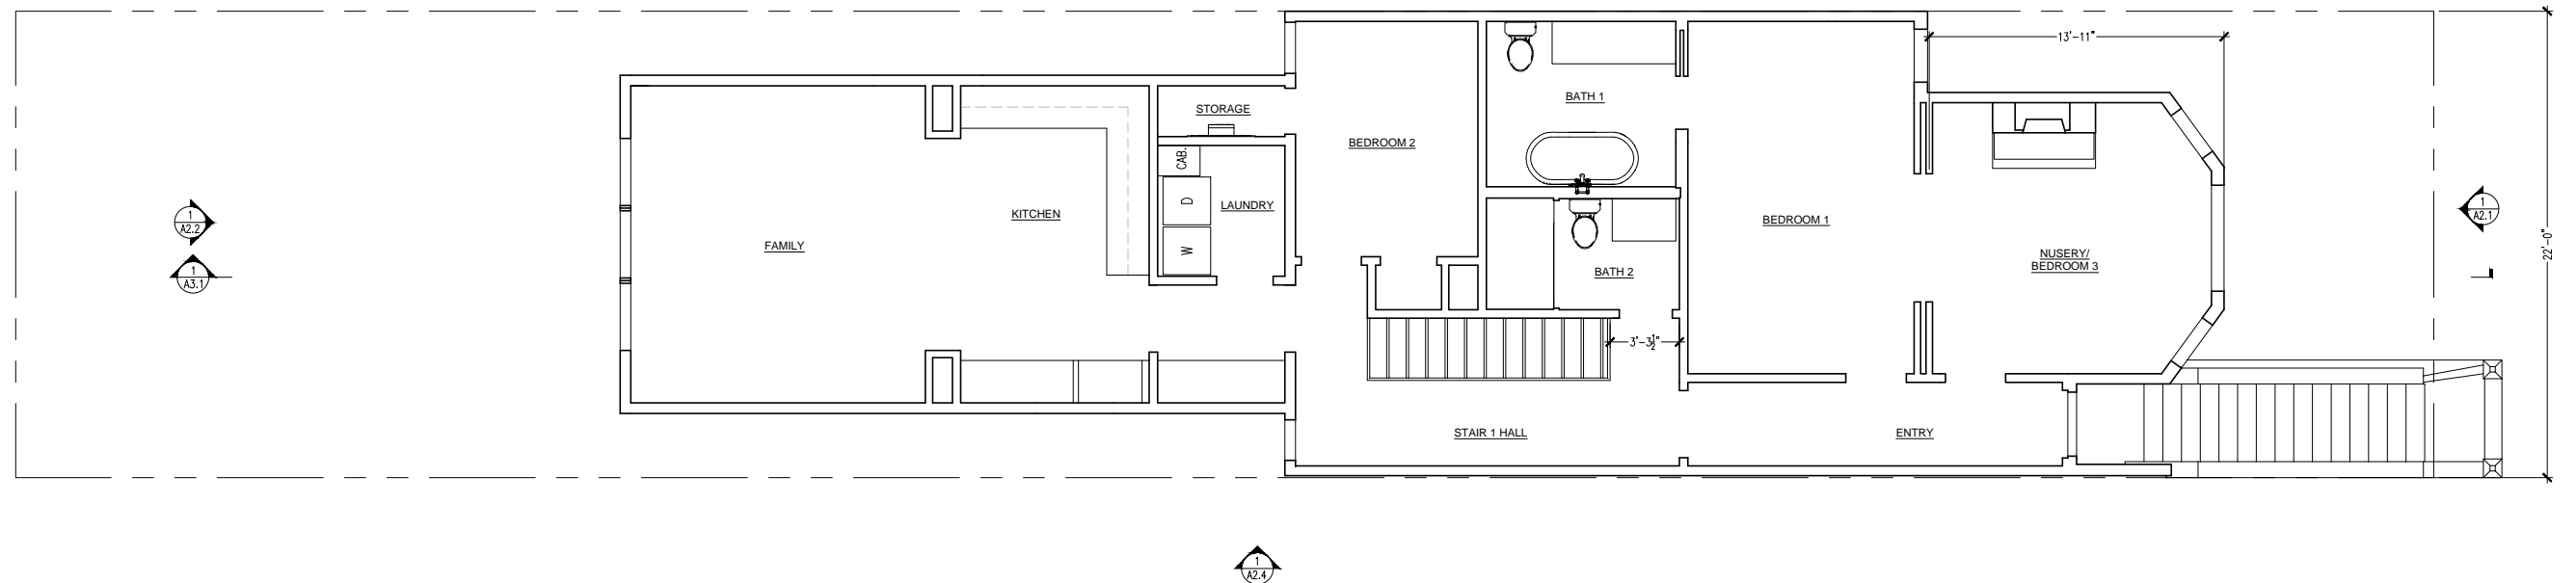 13'-11"
STORAGE
BATH 1
BEDROOM 2
CAB.
D
LAUNDRY
W
KITCHEN
FAMILY
BEDROOM 1
NUSERY/
BEDROOM 3
BATH 2
3'-3½"
STAIR 1 HALL
ENTRY
22'-0"
1
A2.2
1
A3.1
1
A2.1
1
A2.4